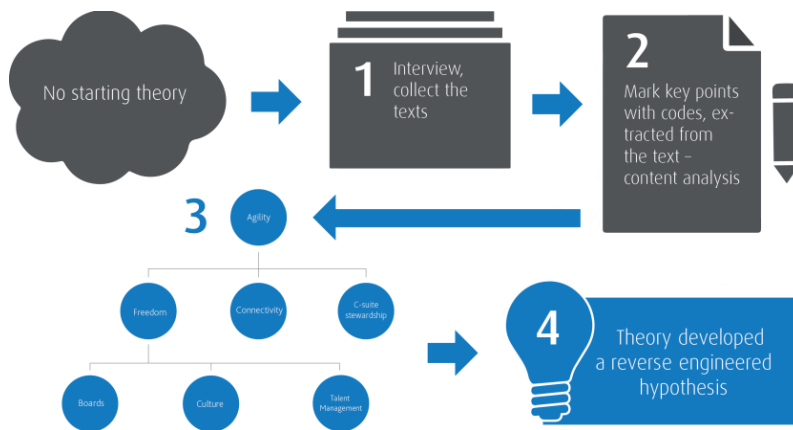 No starting theory
1
Interview,
collect the
texts
2
Mark key points
with codes, ex-
tracted from
the text –
content analysis
3
Agility
Freedom
Connectivity
C-suite
stewardship
Boards
Culture
Talent
Management
4
Theory developed
a reverse engineered
hypothesis